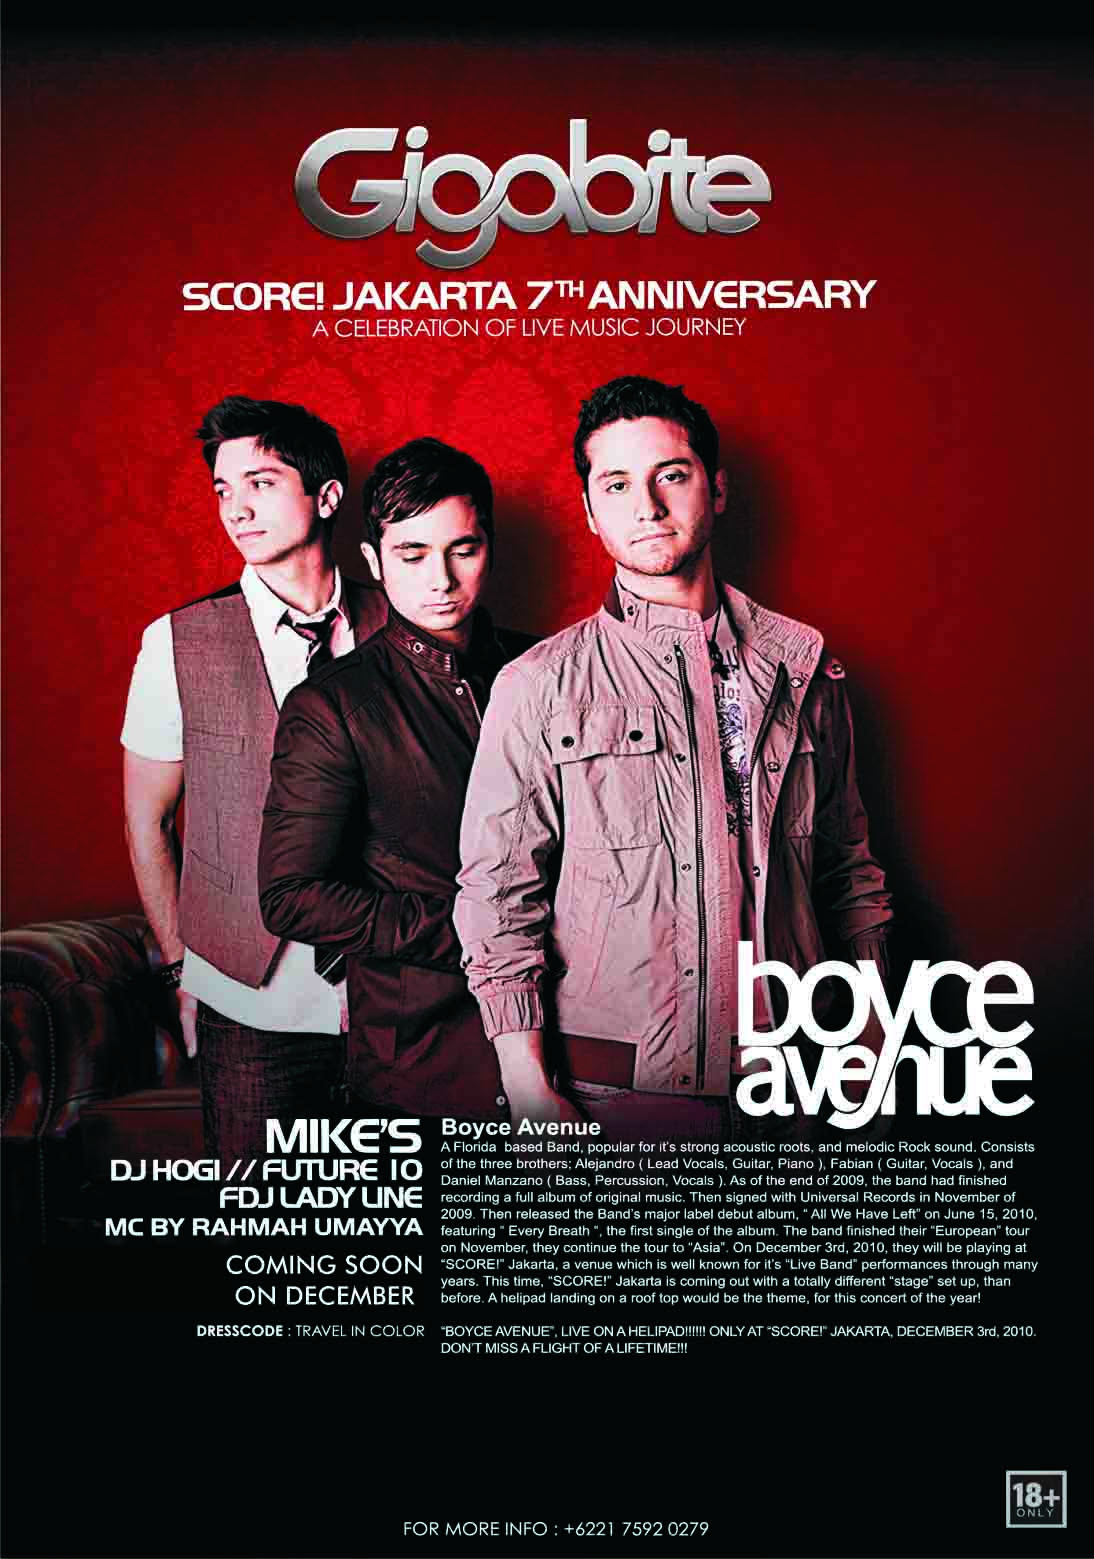 Gigabite
SCORE! JAKARTA 7TH ANNIVERSARY
A CELEBRATION OF LIVE MUSIC JOURNEY
boyce
avenue
MIKE'S
DJ HOGI // FUTURE 10
FDJ LADY LINE
MC BY RAHMAH UMAYYA
COMING SOON
ON DECEMBER
DRESSCODE : TRAVEL IN COLOR
Boyce Avenue
A Florida based Band, popular for it's strong acoustic roots, and melodic Rock sound. Consists
of the three brothers; Alejandro ( Lead Vocals, Guitar, Piano ), Fabian ( Guitar, Vocals ), and
Daniel Manzano ( Bass, Percussion, Vocals ). As of the end of 2009, the band had finished
recording a full album of original music. Then signed with Universal Records in November of
2009. Then released the Band's major label debut album, " All We Have Left" on June 15, 2010,
featuring " Every Breath ", the first single of the album. The band finished their "European" tour
on November, they continue the tour to "Asia". On December 3rd, 2010, they will be playing at
"SCORE!" Jakarta, a venue which is well known for it's "Live Band" performances through many
years. This time, "SCORE!" Jakarta is coming out with a totally different "stage" set up, than
before. A helipad landing on a roof top would be the theme, for this concert of the year!
"BOYCE AVENUE", LIVE ON A HELIPAD!!!!!! ONLY AT "SCORE!" JAKARTA, DECEMBER 3rd, 2010.
DON'T MISS A FLIGHT OF A LIFETIME!!!
18+
ONLY
FOR MORE INFO : +6221 7592 0279